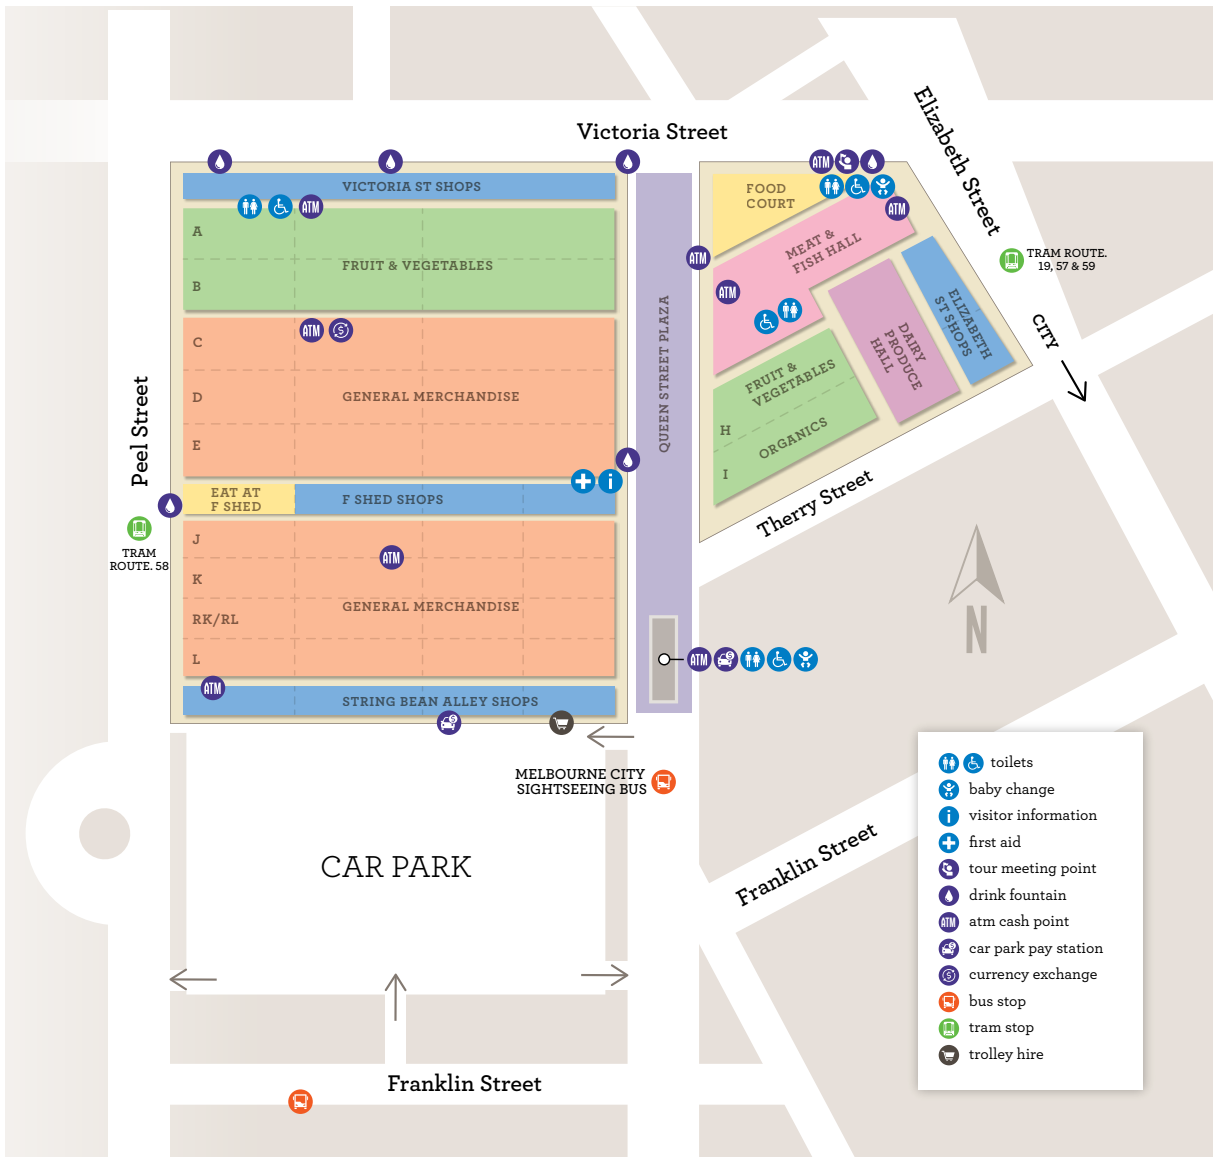 Victoria Street
Elizabeth Street
VICTORIA ST SHOPS
ATM
A
FRUIT & VEGETABLES
B
ATM
C
D
GENERAL MERCHANDISE
E
EAT AT
F SHED
F SHED SHOPS
i
J
ATM
K
GENERAL MERCHANDISE
RK/RL
L
ATM
STRING BEAN ALLEY SHOPS
Peel Street
TRAM
ROUTE. 58
QUEEN STREET PLAZA
ATM
FOOD
COURT
ATM
MEAT &
FISH HALL
ATM
ATM
DAIRY
PRODUCE
HALL
ELIZABETH
ST SHOPS
FRUIT &
VEGETABLES
H
ORGANICS
I
TRAM ROUTE.
19, 57 & 59
CITY
Therry Street
N
ATM
MELBOURNE CITY
SIGHTSEEING BUS
CAR PARK
Franklin Street
Franklin Street
toilets
baby change
i visitor information
first aid
tour meeting point
drink fountain
ATM atm cash point
car park pay station
$ currency exchange
bus stop
tram stop
trolley hire